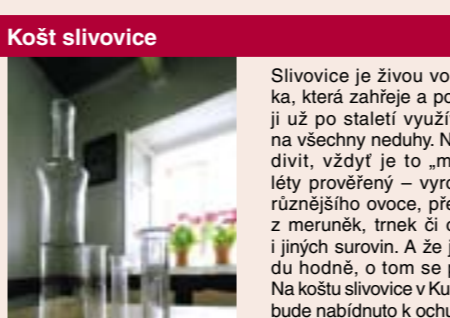 Košt slivovice
Slivovice je živou vo
ka, která zahřeje a po
ji už po staletí využí
na všechny neduhy. N
divit, vždyť je to „m
léty prověřený – vyro
různějšího ovoce, pře
z meruněk, trnek či
i jiných surovin. A že j
du hodně, o tom se p
Na koštu slivovice v Ku
bude nabídnuto k ochu